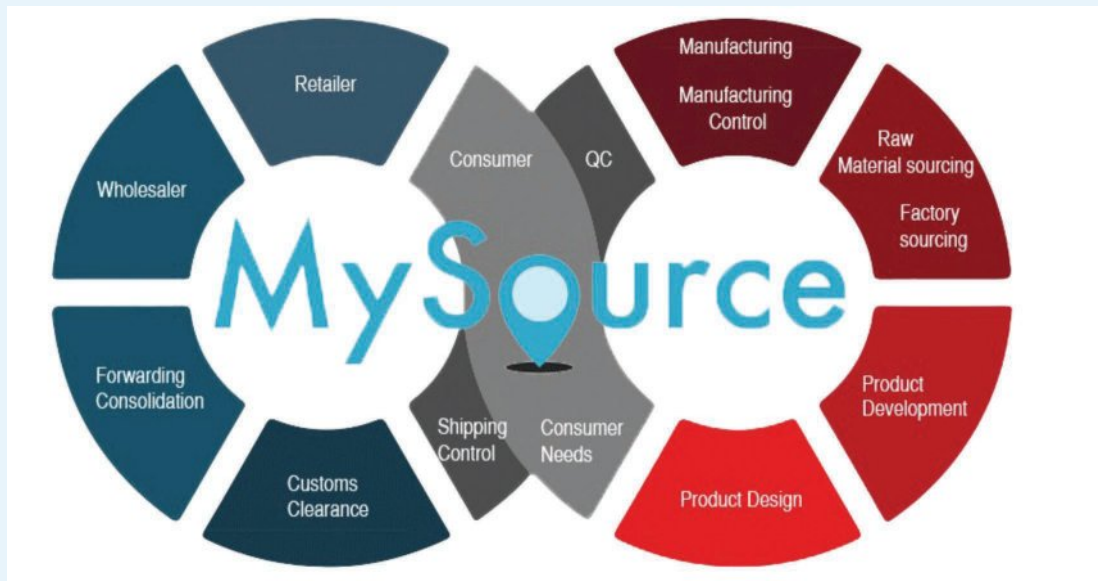 Retailer
Consumer
QC
Manufacturing
Manufacturing
Control
Raw
Material sourcing
Factory
sourcing
Wholesaler
MySource
Forwarding
Consolidation
Shipping
Control
Consumer
Needs
Product
Development
Customs
Clearance
Product Design